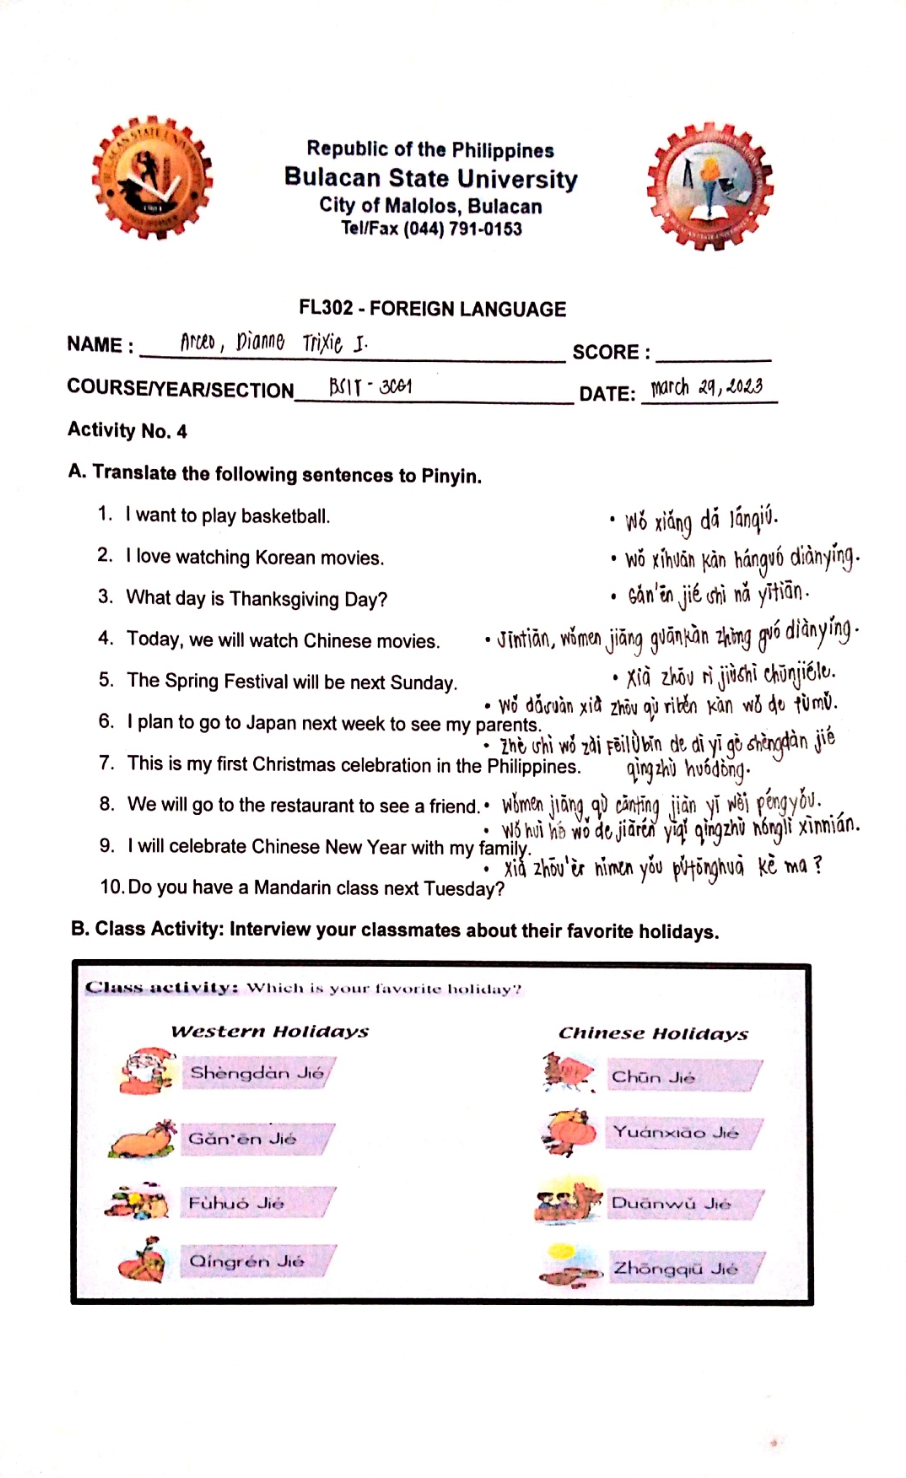 Republic of the Philippines
Bulacan State University
City of Malolos, Bulacan
Tel/Fax (044) 791-0153
FL302 - FOREIGN LANGUAGE
NAME : Arceo, Dianne Trixie I. SCORE :
COURSE/YEAR/SECTION BSIT - 3CG1 DATE: march 29, 2023
Activity No. 4
A. Translate the following sentences to Pinyin.
1. I want to play basketball. • Wǒ xiǎng dǎ lánqiú.
2. I love watching Korean movies. • Wǒ xǐhuān kàn hánguó diànyǐng.
3. What day is Thanksgiving Day? • Gǎn'ēn jié shì nǎ yītiān.
4. Today, we will watch Chinese movies. • Jīntiān, wǒmen jiāng guānkàn zhòng guó diànyǐng.
5. The Spring Festival will be next Sunday. • Xià zhōu rì jiùshì chūnjiéle.
6. I plan to go to Japan next week to see my parents. • Wǒ dǎsuàn xià zhōu qù rìběn kàn wǒ de fùmǔ.
7. This is my first Christmas celebration in the Philippines. • Zhè shì wǒ zài Fēilǜbīn de dì yī gè shèngdàn jié
qìngzhù huódòng.
8. We will go to the restaurant to see a friend. • Wǒmen jiāng qù cāntīng jiàn yī wèi péngyǒu.
9. I will celebrate Chinese New Year with my family. • Wǒ huì hé wǒ de jiārén yīqǐ qìngzhù nónglì xīnnián.
10. Do you have a Mandarin class next Tuesday? • Xià zhōu'èr nǐmen yǒu pǔtōnghuà kè ma?
B. Class Activity: Interview your classmates about their favorite holidays.
Class activity: Which is your favorite holiday?
Western Holidays Chinese Holidays
Shèngdàn Jié Chūn Jié
Gǎn'ēn Jié Yuánxiāo Jié
Fùhuó Jié Duānwǔ Jié
Qíngrén Jié Zhōngqiū Jié